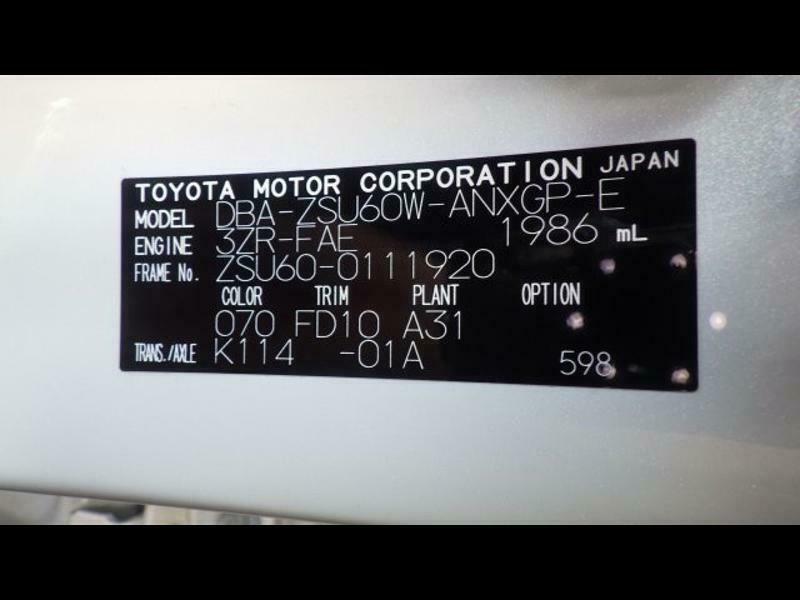 TOYOTA MOTOR CORPORATION JAPAN
MODEL DBA-ZSU60W-ANXGP-E
ENGINE 3ZR-FAE 1986 mL
FRAME No. ZSU60-0111920
COLOR TRIM PLANT OPTION
070 FD10 A31
TRANS./AXLE K114 -01A 598